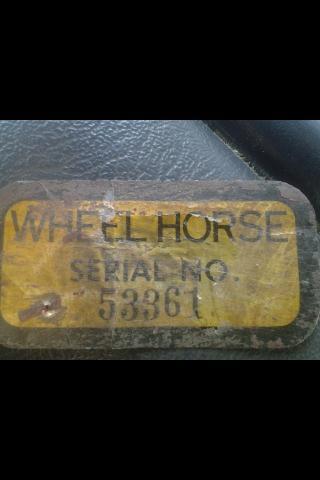 WHEEL HORSE
SERIAL NO.
53361